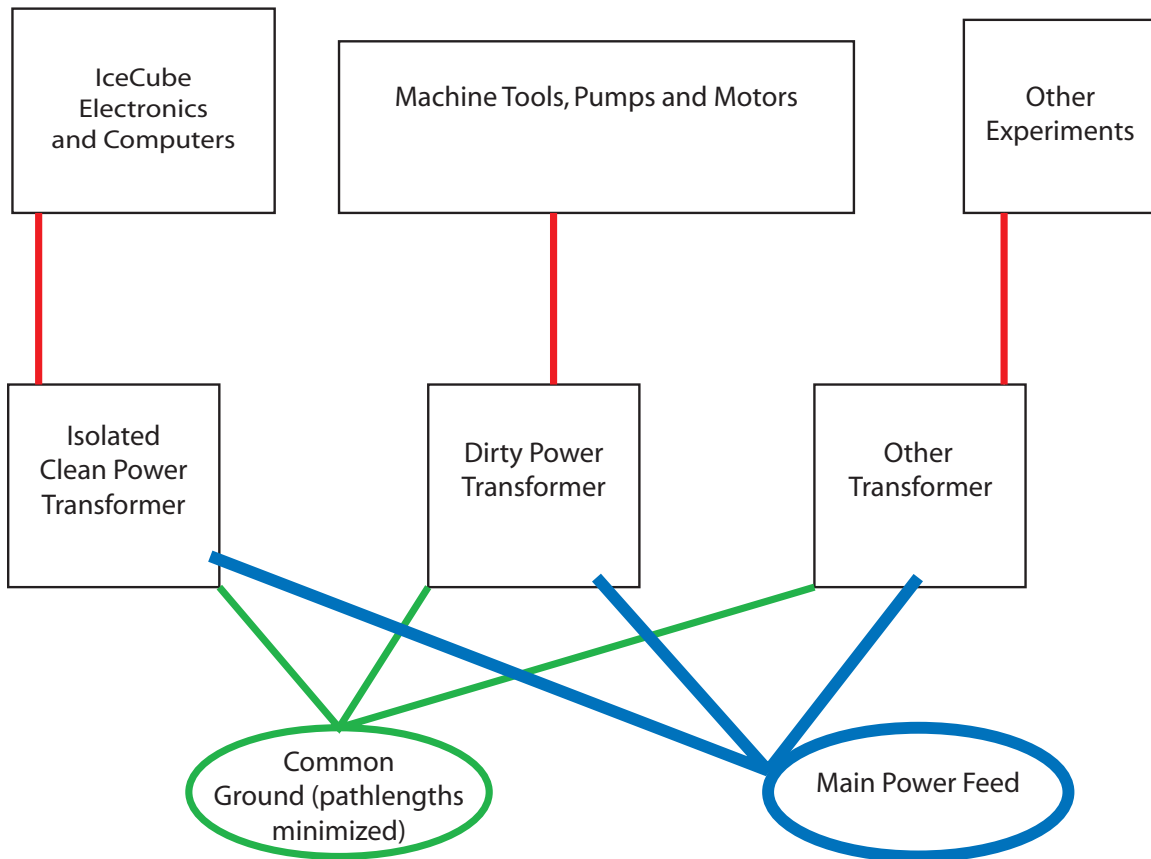 IceCube
Electronics
and Computers
Machine Tools, Pumps and Motors
Other
Experiments
Isolated
Clean Power
Transformer
Dirty Power
Transformer
Other
Transformer
Common
Ground (pathlengths
minimized)
Main Power Feed